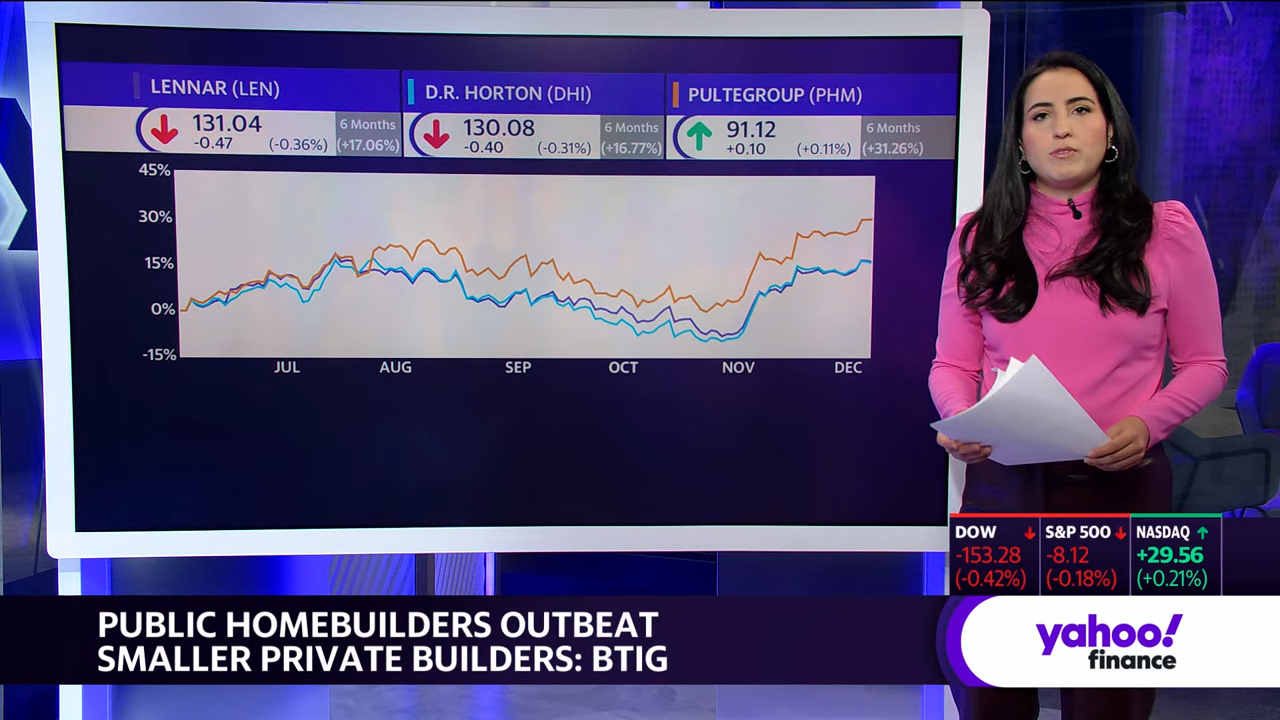 LENNAR (LEN)
131.04
-0.47 (-0.36%)
6 Months
(+17.06%)
D.R. HORTON (DHI)
130.08
-0.40 (-0.31%)
6 Months
(+16.77%)
PULTEGROUP (PHM)
91.12
+0.10 (+0.11%)
6 Months
(+31.26%)
45%
30%
15%
0%
-15%
JUL AUG SEP OCT NOV DEC
DOW
-153.28
(-0.42%)
S&P 500
-8.12
(-0.18%)
NASDAQ
+29.56
(+0.21%)
PUBLIC HOMEBUILDERS OUTBEAT
SMALLER PRIVATE BUILDERS: BTIG
yahoo!
finance